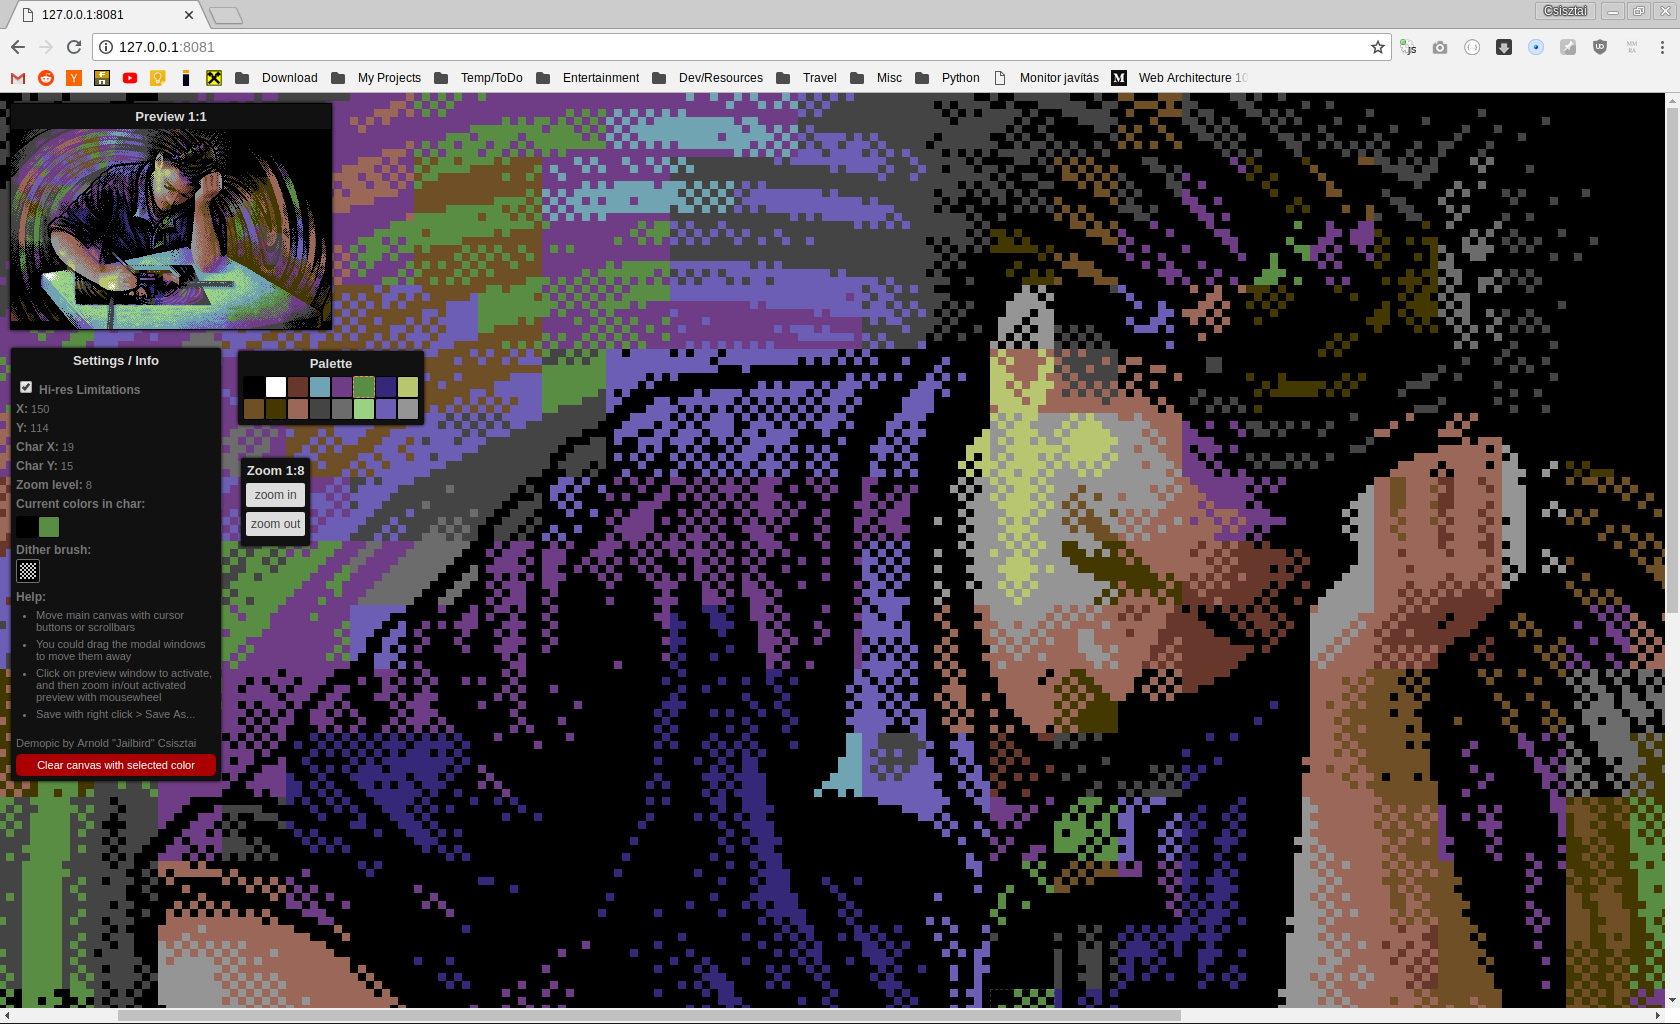 127.0.0.1:8081
Csisztai
127.0.0.1:8081
Download
My Projects
Temp/ToDo
Entertainment
Dev/Resources
Travel
Misc
Python
Monitor javítás
M
Web Architecture 10
Preview 1:1
Settings / Info
Hi-res Limitations
X: 150
Y: 114
Char X: 19
Char Y: 15
Zoom level: 8
Current colors in char:
Dither brush:
Help:
Move main canvas with cursor
buttons or scrollbars
You could drag the modal windows
to move them away
Click on preview window to activate,
and then zoom in/out activated
preview with mousewheel
Save with right click > Save As...
Demopic by Arnold "Jailbird" Csisztai
Clear canvas with selected color
Palette
Zoom 1:8
zoom in
zoom out